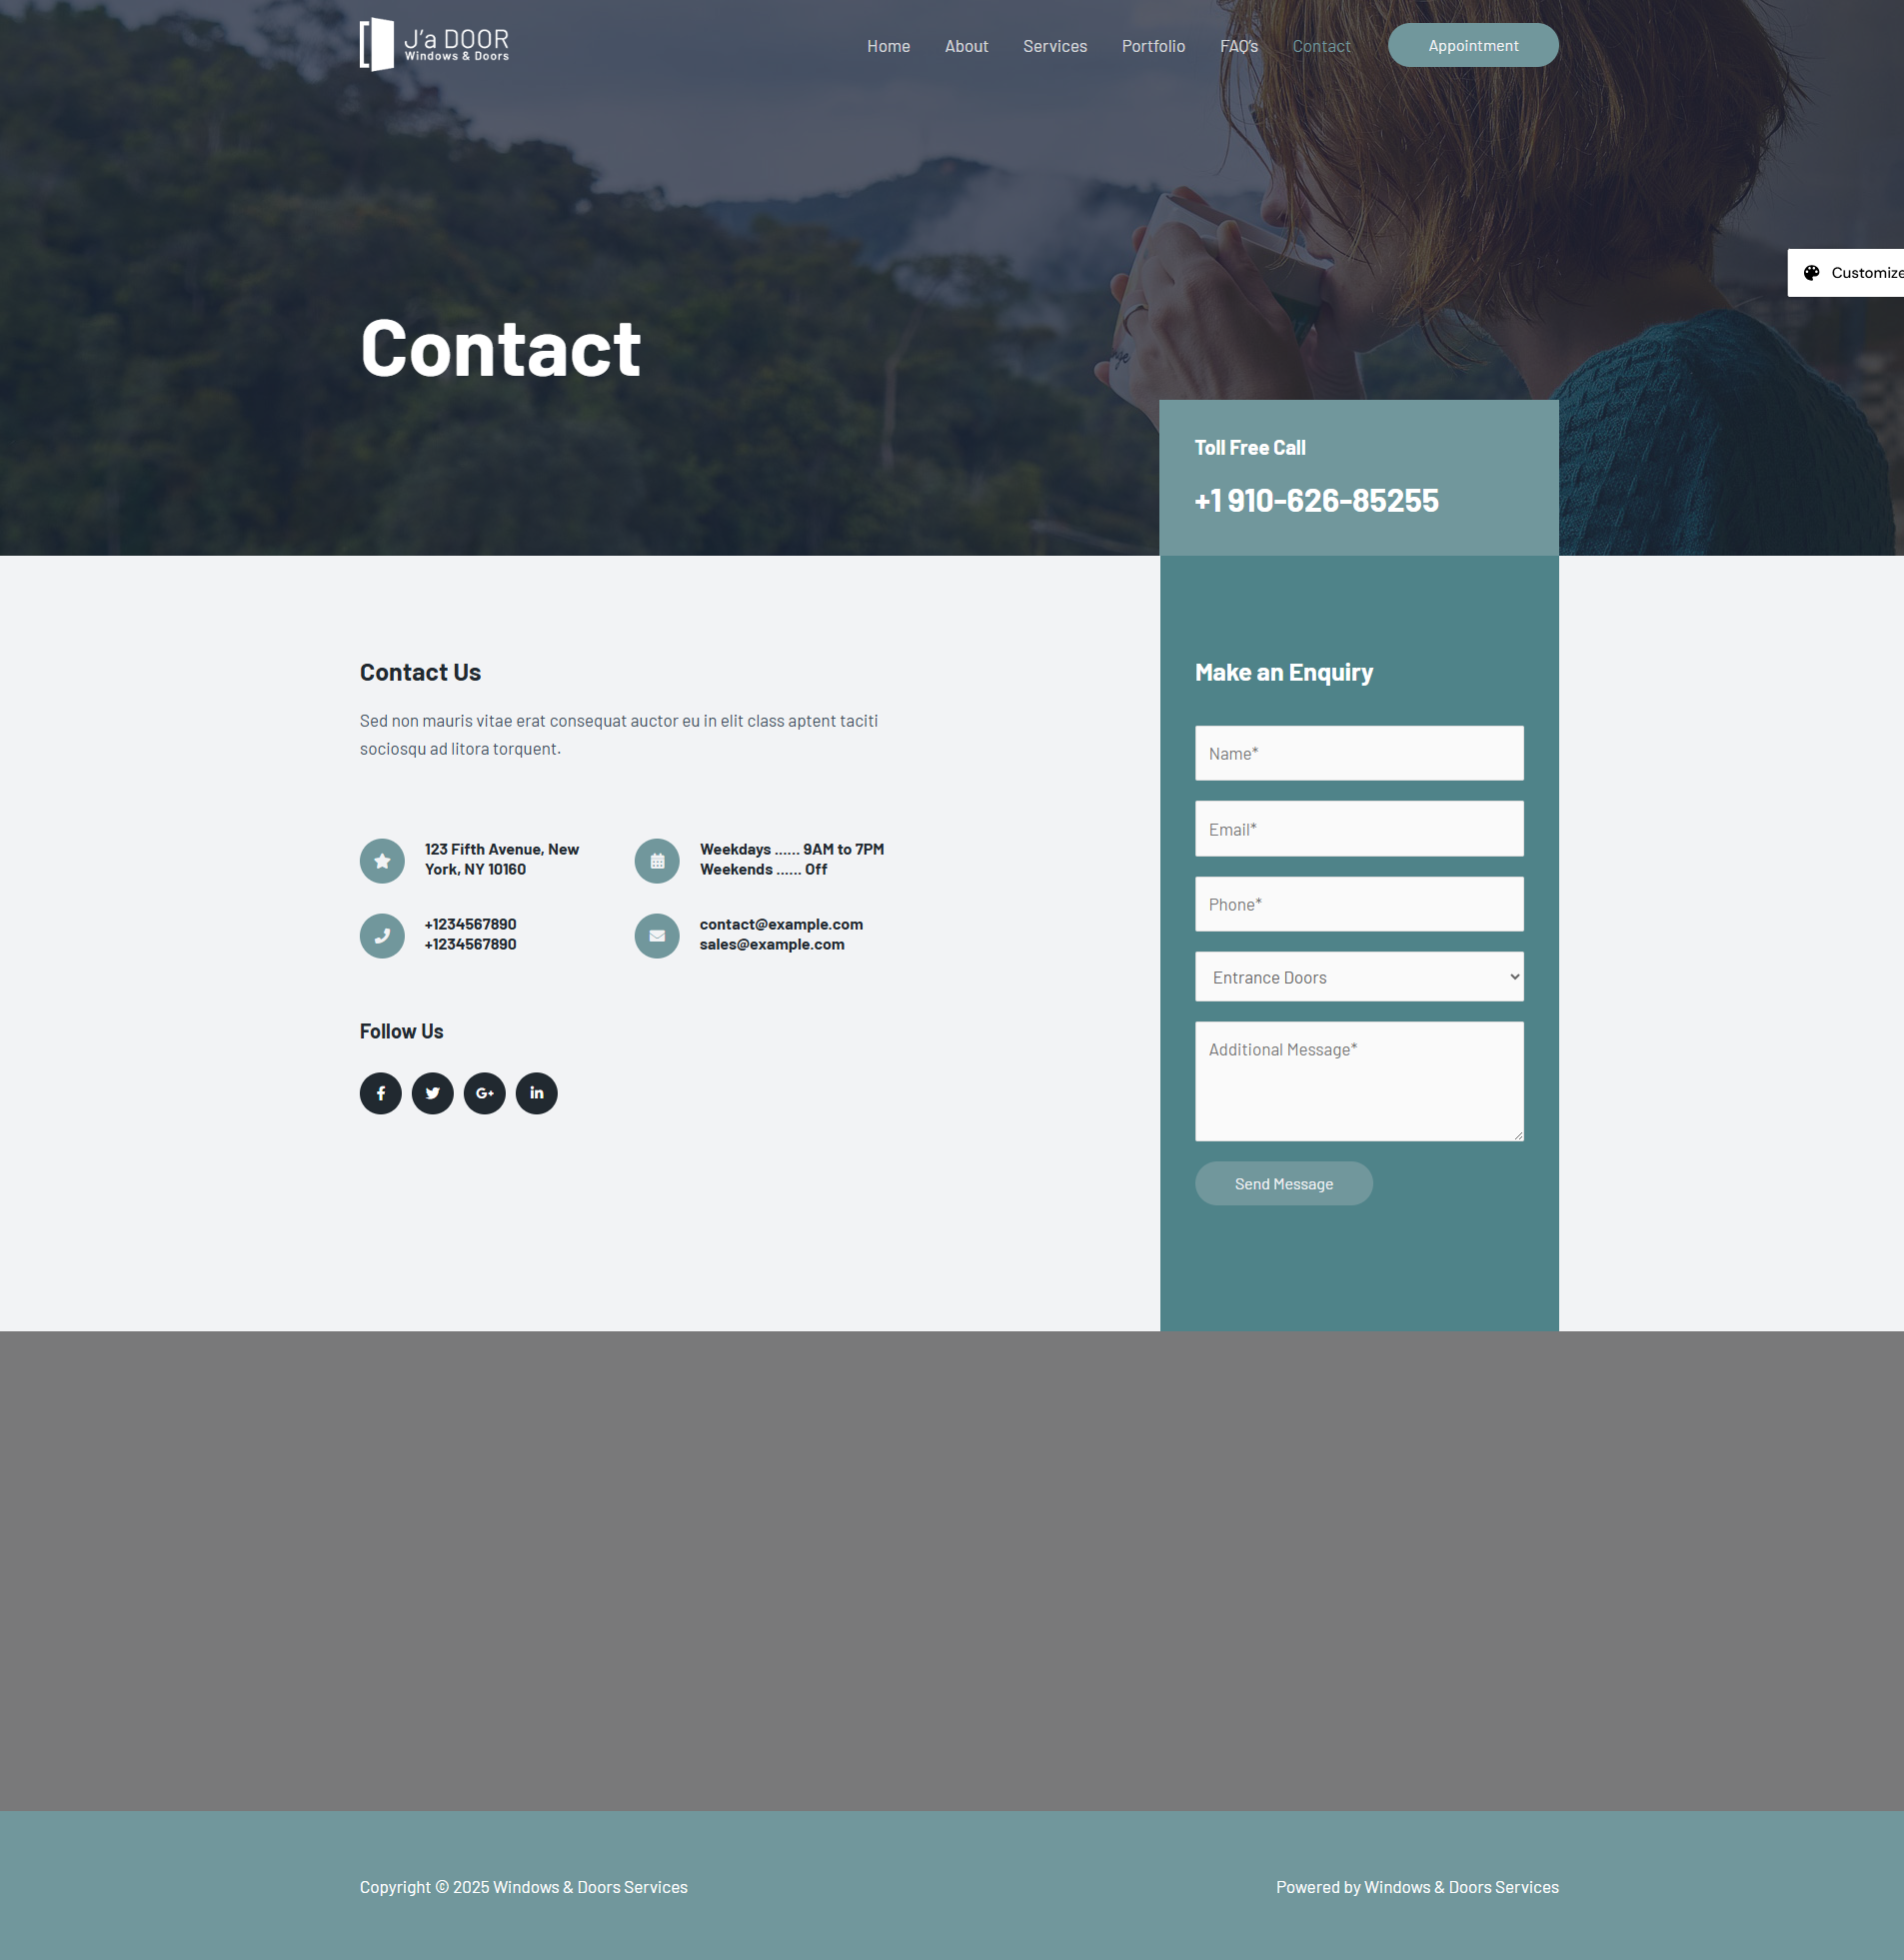 J'a DOOR
Windows & Doors
Home
About
Services
Portfolio
FAQ's
Contact
Appointment
Customize
Contact
Toll Free Call
+1 910-626-85255
Contact Us
Sed non mauris vitae erat consequat auctor eu in elit class aptent taciti
sociosqu ad litora torquent.
123 Fifth Avenue, New
York, NY 10160
Weekdays ...... 9AM to 7PM
Weekends ...... Off
+1234567890
+1234567890
contact@example.com
sales@example.com
Follow Us
Make an Enquiry
Name*
Email*
Phone*
Entrance Doors
Additional Message*
Send Message
Copyright © 2025 Windows & Doors Services
Powered by Windows & Doors Services